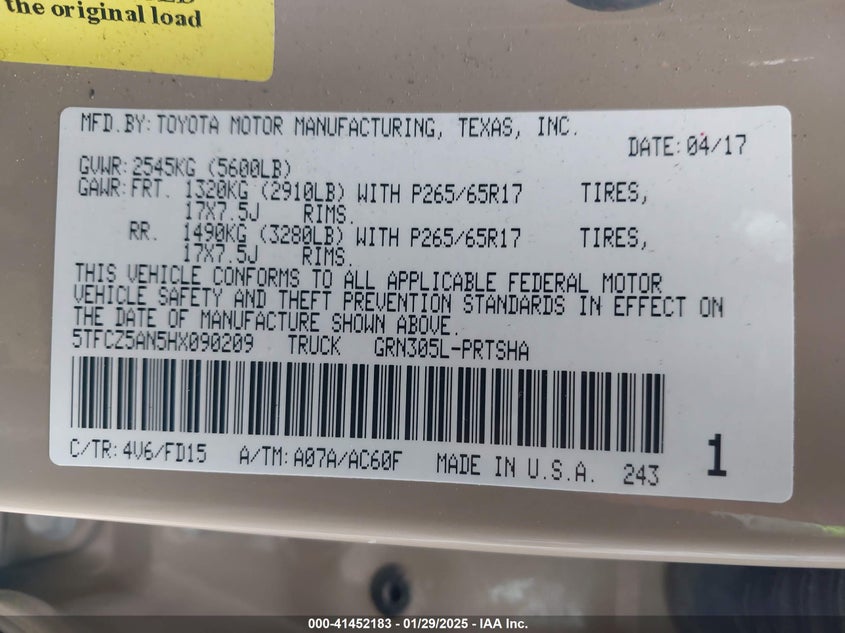 the original load
MFD. BY: TOYOTA MOTOR MANUFACTURING, TEXAS, INC.
DATE: 04/17
GVWR: 2545KG (5600LB)
GAWR: FRT. 1320KG (2910LB) WITH P265/65R17 TIRES,
17X7.5J RIMS.
RR. 1490KG (3280LB) WITH P265/65R17 TIRES,
17X7.5J RIMS.
THIS VEHICLE CONFORMS TO ALL APPLICABLE FEDERAL MOTOR
VEHICLE SAFETY AND THEFT PREVENTION STANDARDS IN EFFECT ON
THE DATE OF MANUFACTURE SHOWN ABOVE.
5TFCZ5AN5HX090209 TRUCK GRN305L-PRTSHA
C/TR: 4V6/FD15 A/TM: A07A/AC60F MADE IN U.S.A. 243 1
000-41452183 - 01/29/2025 - IAA Inc.